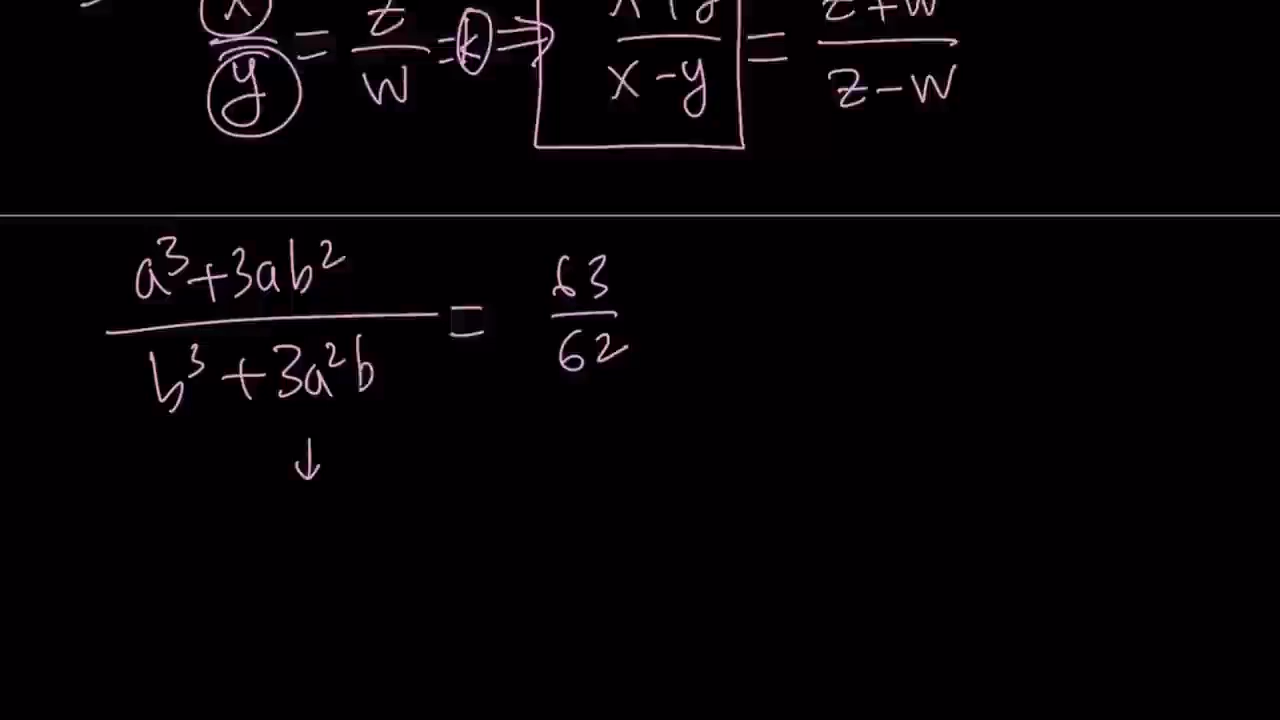 x/y = z/w = k ⇒ x+y/x-y = z+w/z-w
a³+3ab²/b³+3a²b = 63/62
↓